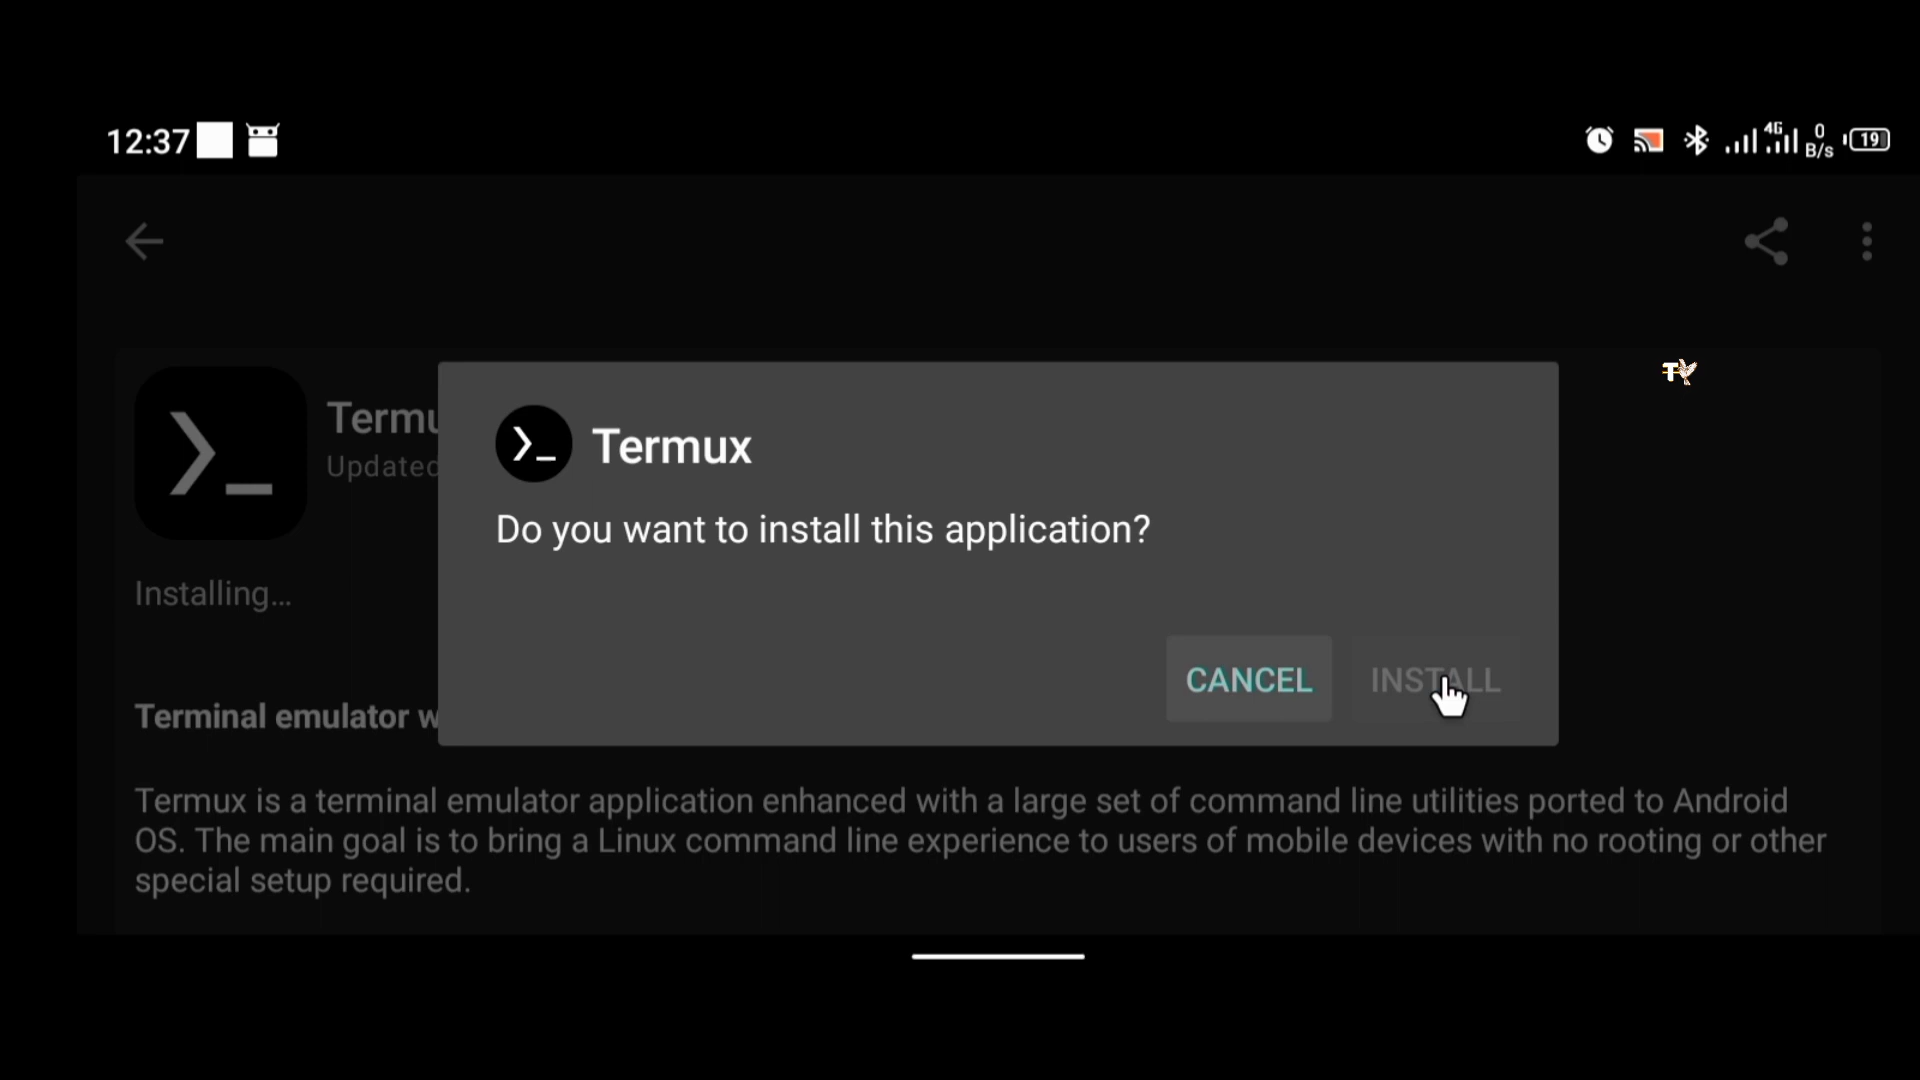 12:37
4G
0
B/s
19
Termu
Updated
Termux
Do you want to install this application?
Installing…
CANCEL
INSTALL
Terminal emulator w
Termux is a terminal emulator application enhanced with a large set of command line utilities ported to Android
OS. The main goal is to bring a Linux command line experience to users of mobile devices with no rooting or other
special setup required.